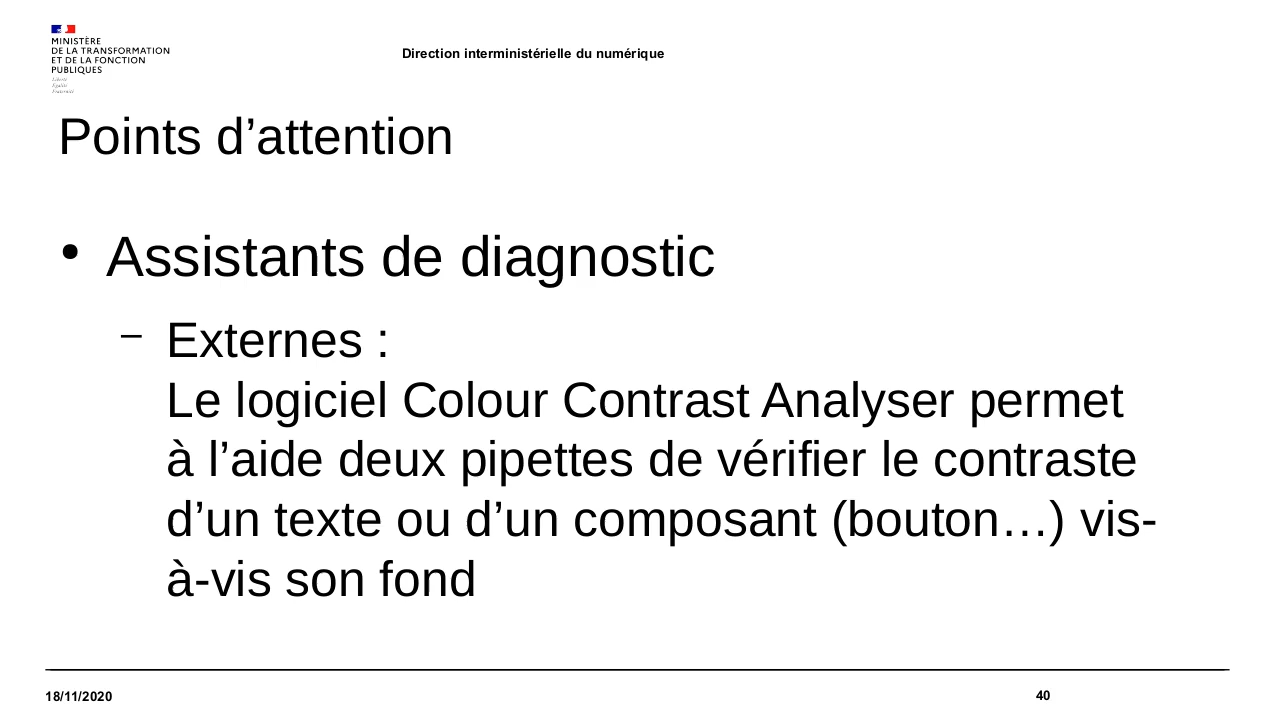 MINISTÈRE
DE LA TRANSFORMATION
ET DE LA FONCTION
PUBLIQUES
Liberté
Égalité
Fraternité
Direction interministérielle du numérique
Points d’attention
• Assistants de diagnostic
– Externes :
Le logiciel Colour Contrast Analyser permet
à l’aide deux pipettes de vérifier le contraste
d’un texte ou d’un composant (bouton…) vis-
à-vis son fond
18/11/2020
40